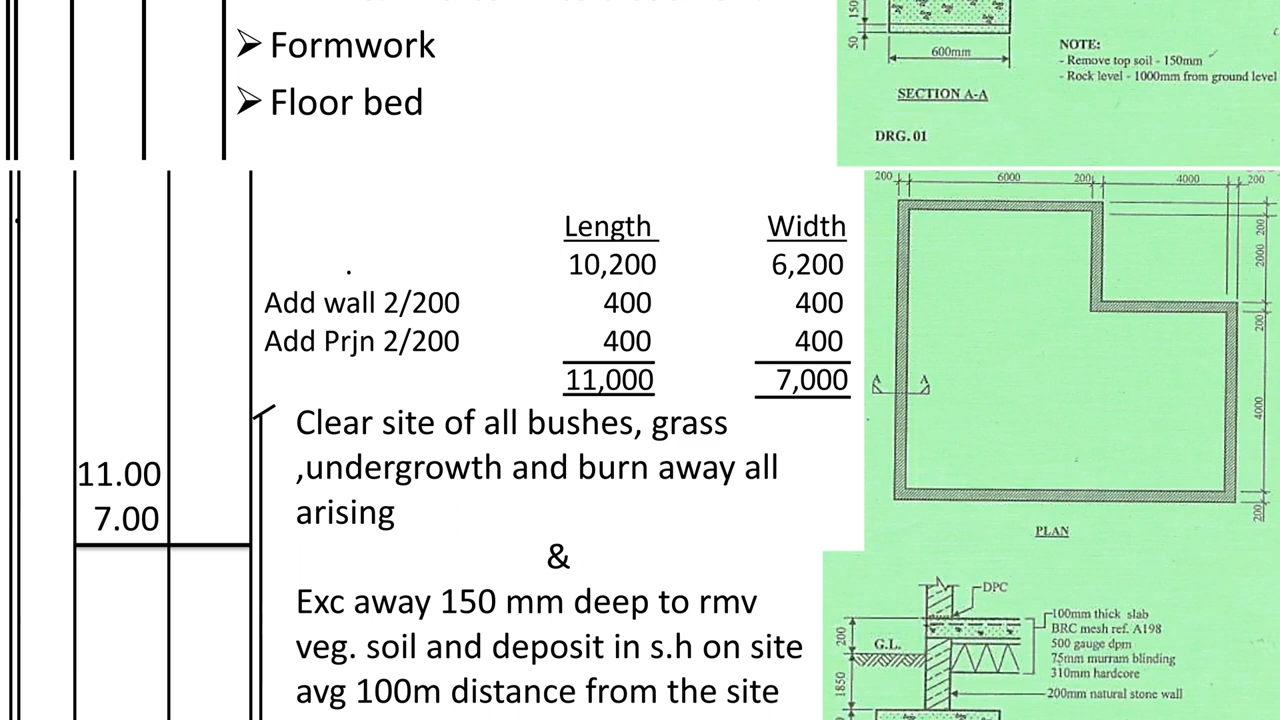 ➢ Formwork
➢ Floor bed
150
50
600mm
NOTE:
- Remove top soil - 150mm
- Rock level - 1000mm from ground level
SECTION A-A
DRG. 01
Length Width
10,200 6,200
Add wall 2/200 400 400
Add Prjn 2/200 400 400
11,000 7,000
Clear site of all bushes, grass
,undergrowth and burn away all
arising
11.00
7.00
&
Exc away 150 mm deep to rmv
veg. soil and deposit in s.h on site
avg 100m distance from the site
200 6000 200 4000 200
200
2000
200
4000
200
A A
PLAN
DPC
100mm thick slab
BRC mesh ref. A198
500 gauge dpm
75mm murram blinding
310mm hardcore
200mm natural stone wall
G.L.
200
1850